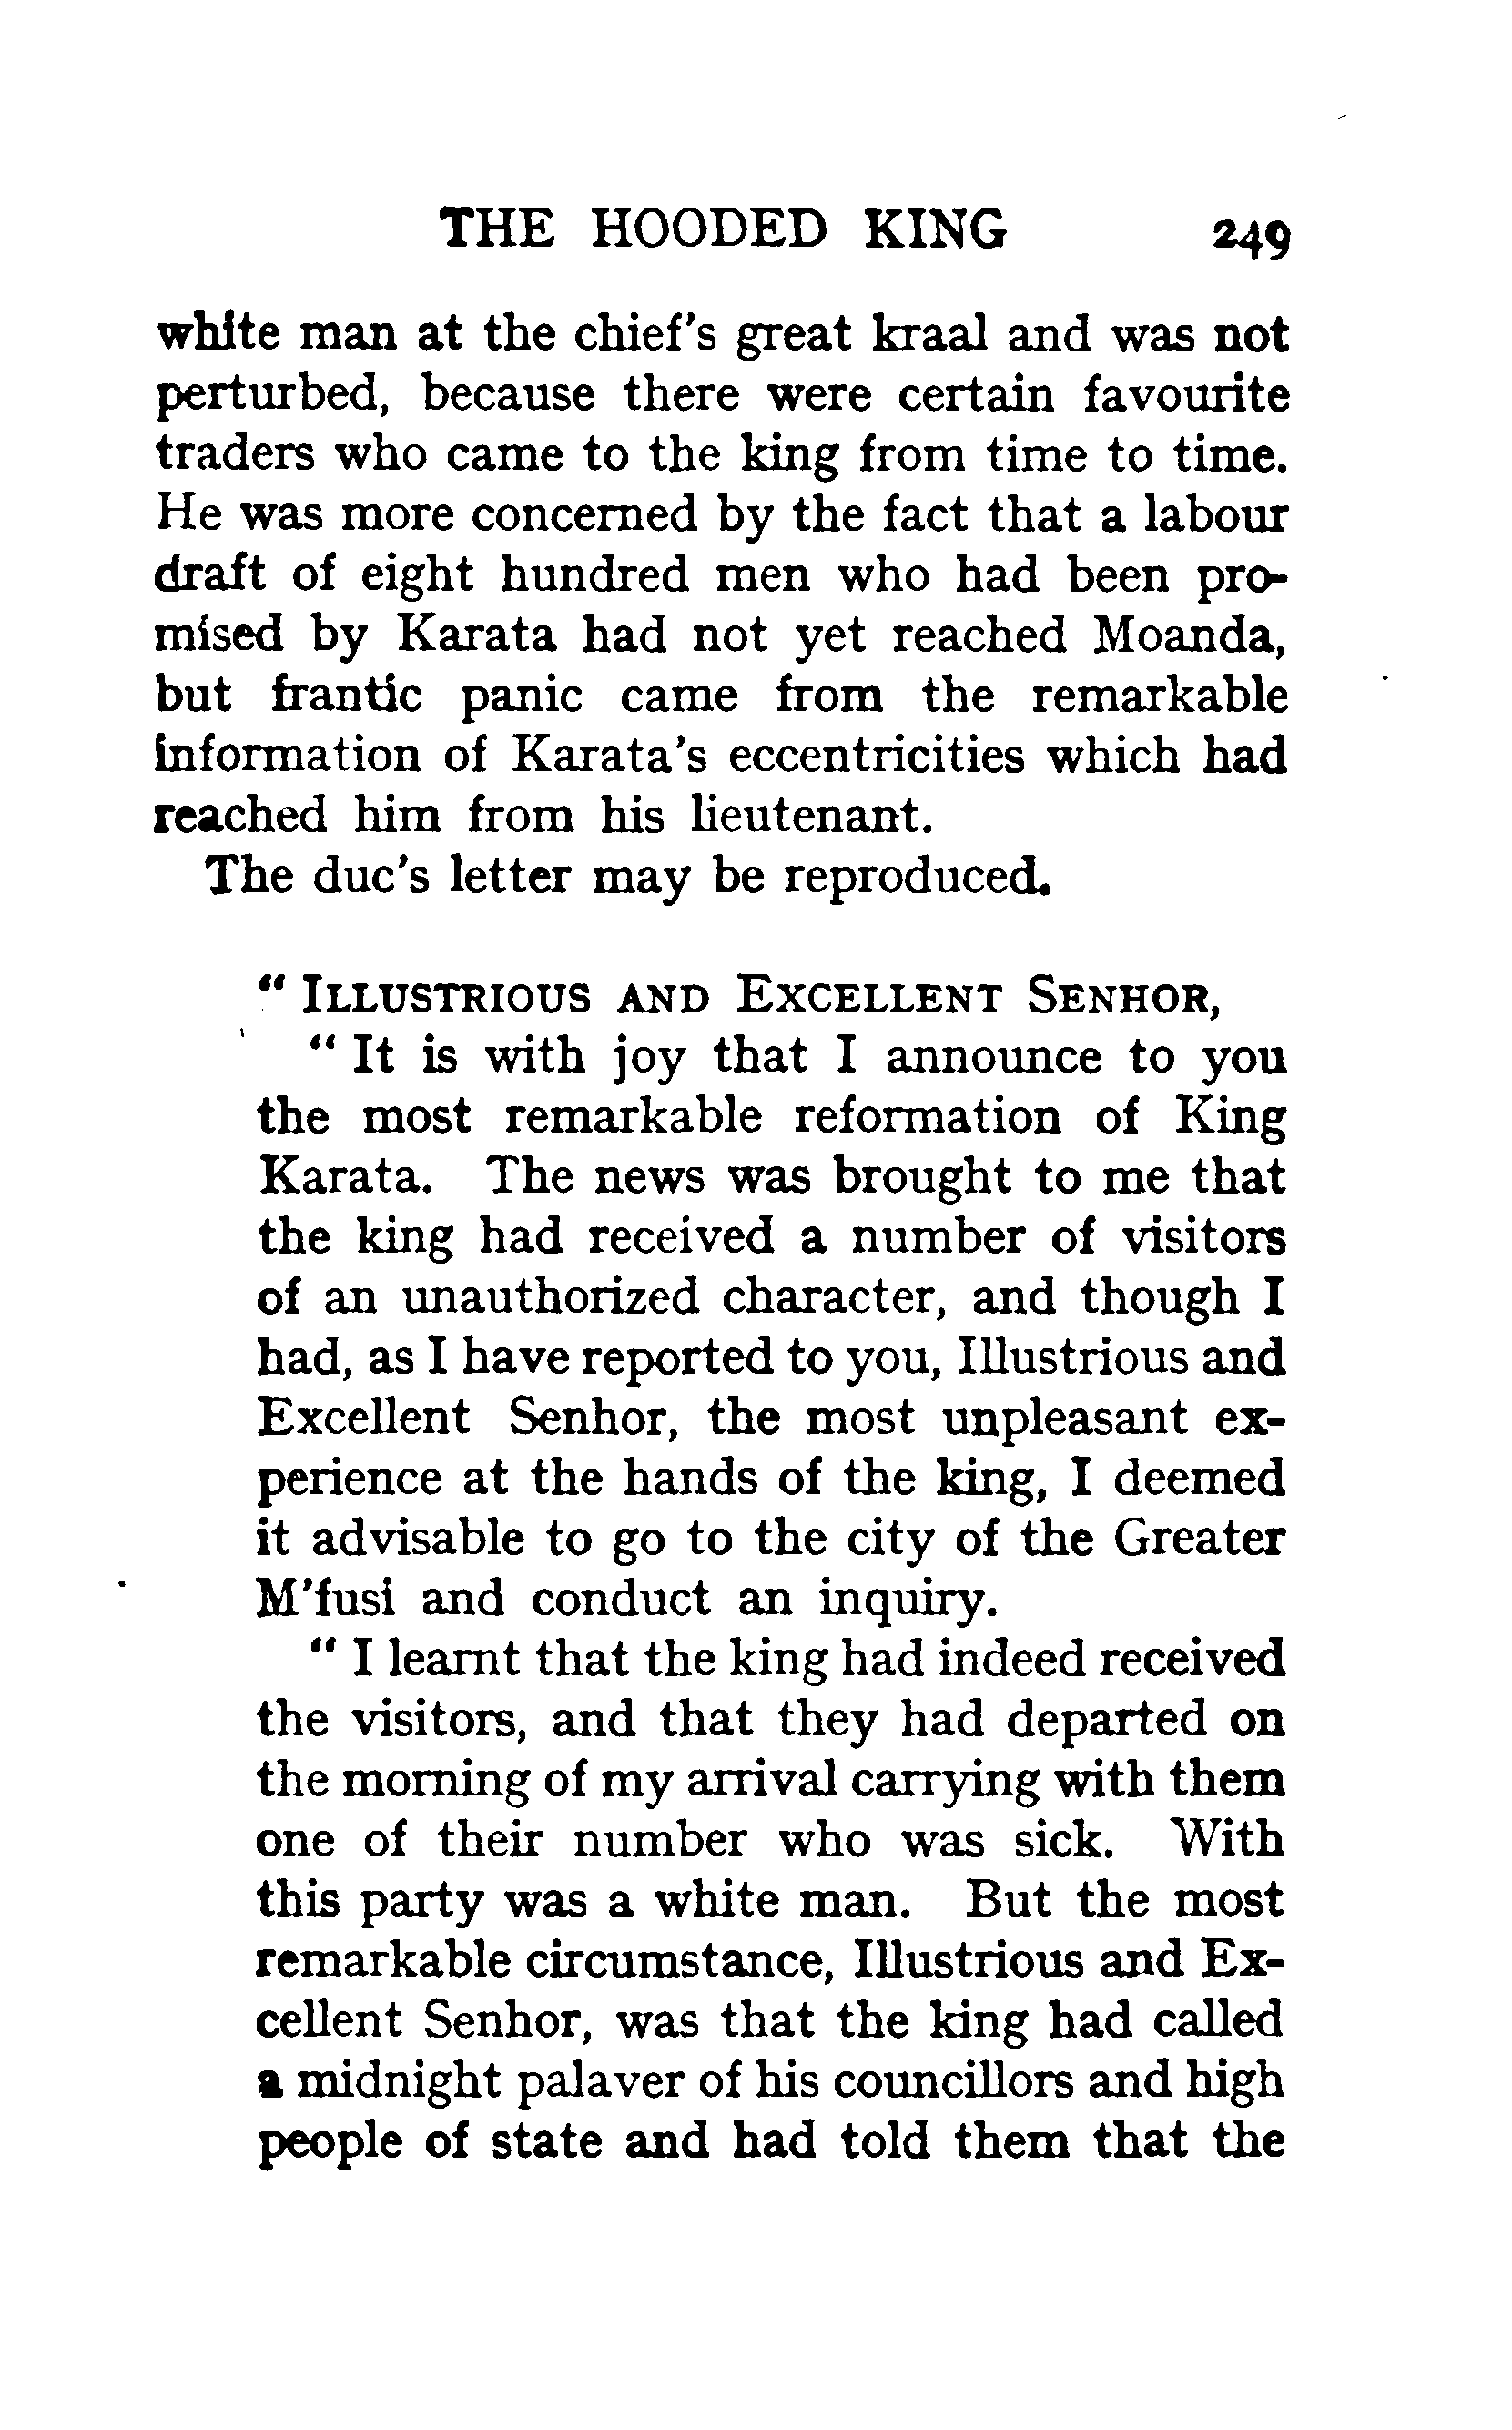 THE HOODED KING 249
white man at the chief's great kraal and was not
perturbed, because there were certain favourite
traders who came to the king from time to time.
He was more concerned by the fact that a labour
draft of eight hundred men who had been pro-
mised by Karata had not yet reached Moanda,
but frantic panic came from the remarkable
information of Karata's eccentricities which had
reached him from his lieutenant.
The duc's letter may be reproduced.
" ILLUSTRIOUS AND EXCELLENT SENHOR,
" It is with joy that I announce to you
the most remarkable reformation of King
Karata. The news was brought to me that
the king had received a number of visitors
of an unauthorized character, and though I
had, as I have reported to you, Illustrious and
Excellent Senhor, the most unpleasant ex-
perience at the hands of the king, I deemed
it advisable to go to the city of the Greater
M'fusi and conduct an inquiry.
" I learnt that the king had indeed received
the visitors, and that they had departed on
the morning of my arrival carrying with them
one of their number who was sick. With
this party was a white man. But the most
remarkable circumstance, Illustrious and Ex-
cellent Senhor, was that the king had called
a midnight palaver of his councillors and high
people of state and had told them that the